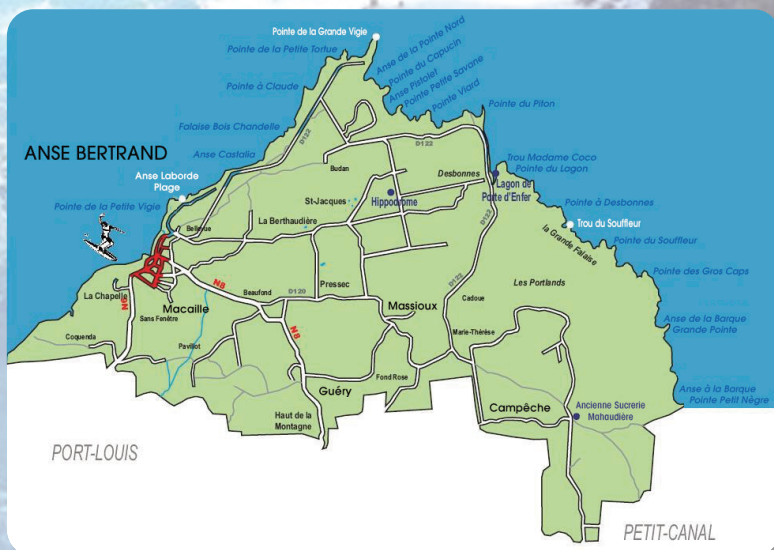 Pointe de la Grande Vigie
Pointe de la Petite Tortue
Anse de la Pointe Nord
Pointe du Capucin
Anse Pistolet
Pointe Petite Savane
Pointe Viard
Pointe à Claude
Pointe du Piton
Falaise Bois Chandelle
D122
D122
ANSE BERTRAND
Anse Castalia
Trou Madame Coco
Pointe du Lagon
Anse Laborde
Plage
Budan
Desbonnes
Lagon de
Porte d'Enfer
Hippodrome
St-Jacques
Pointe de la Petite Vigie
Pointe à Desbonnes
La Berthaudière
Trou du Souffleur
Bellevue
D122
la Grande Falaise
Pointe du Souffleur
Pointe des Gros Caps
La Chapelle
N6
N8
Beaufond
D120
Pressec
Les Portlands
Macaille
Massioux
Cadoue
D122
Sans Fenêtre
Anse de la Barque
Grande Pointe
Coquenda
Pavillot
N8
Marie-Thérèse
Fond Rose
Guéry
Anse à la Barque
Pointe Petit Nègre
Campêche
Ancienne Sucrerie
Mahaudière
Haut de la
Montagne
PORT-LOUIS
PETIT-CANAL